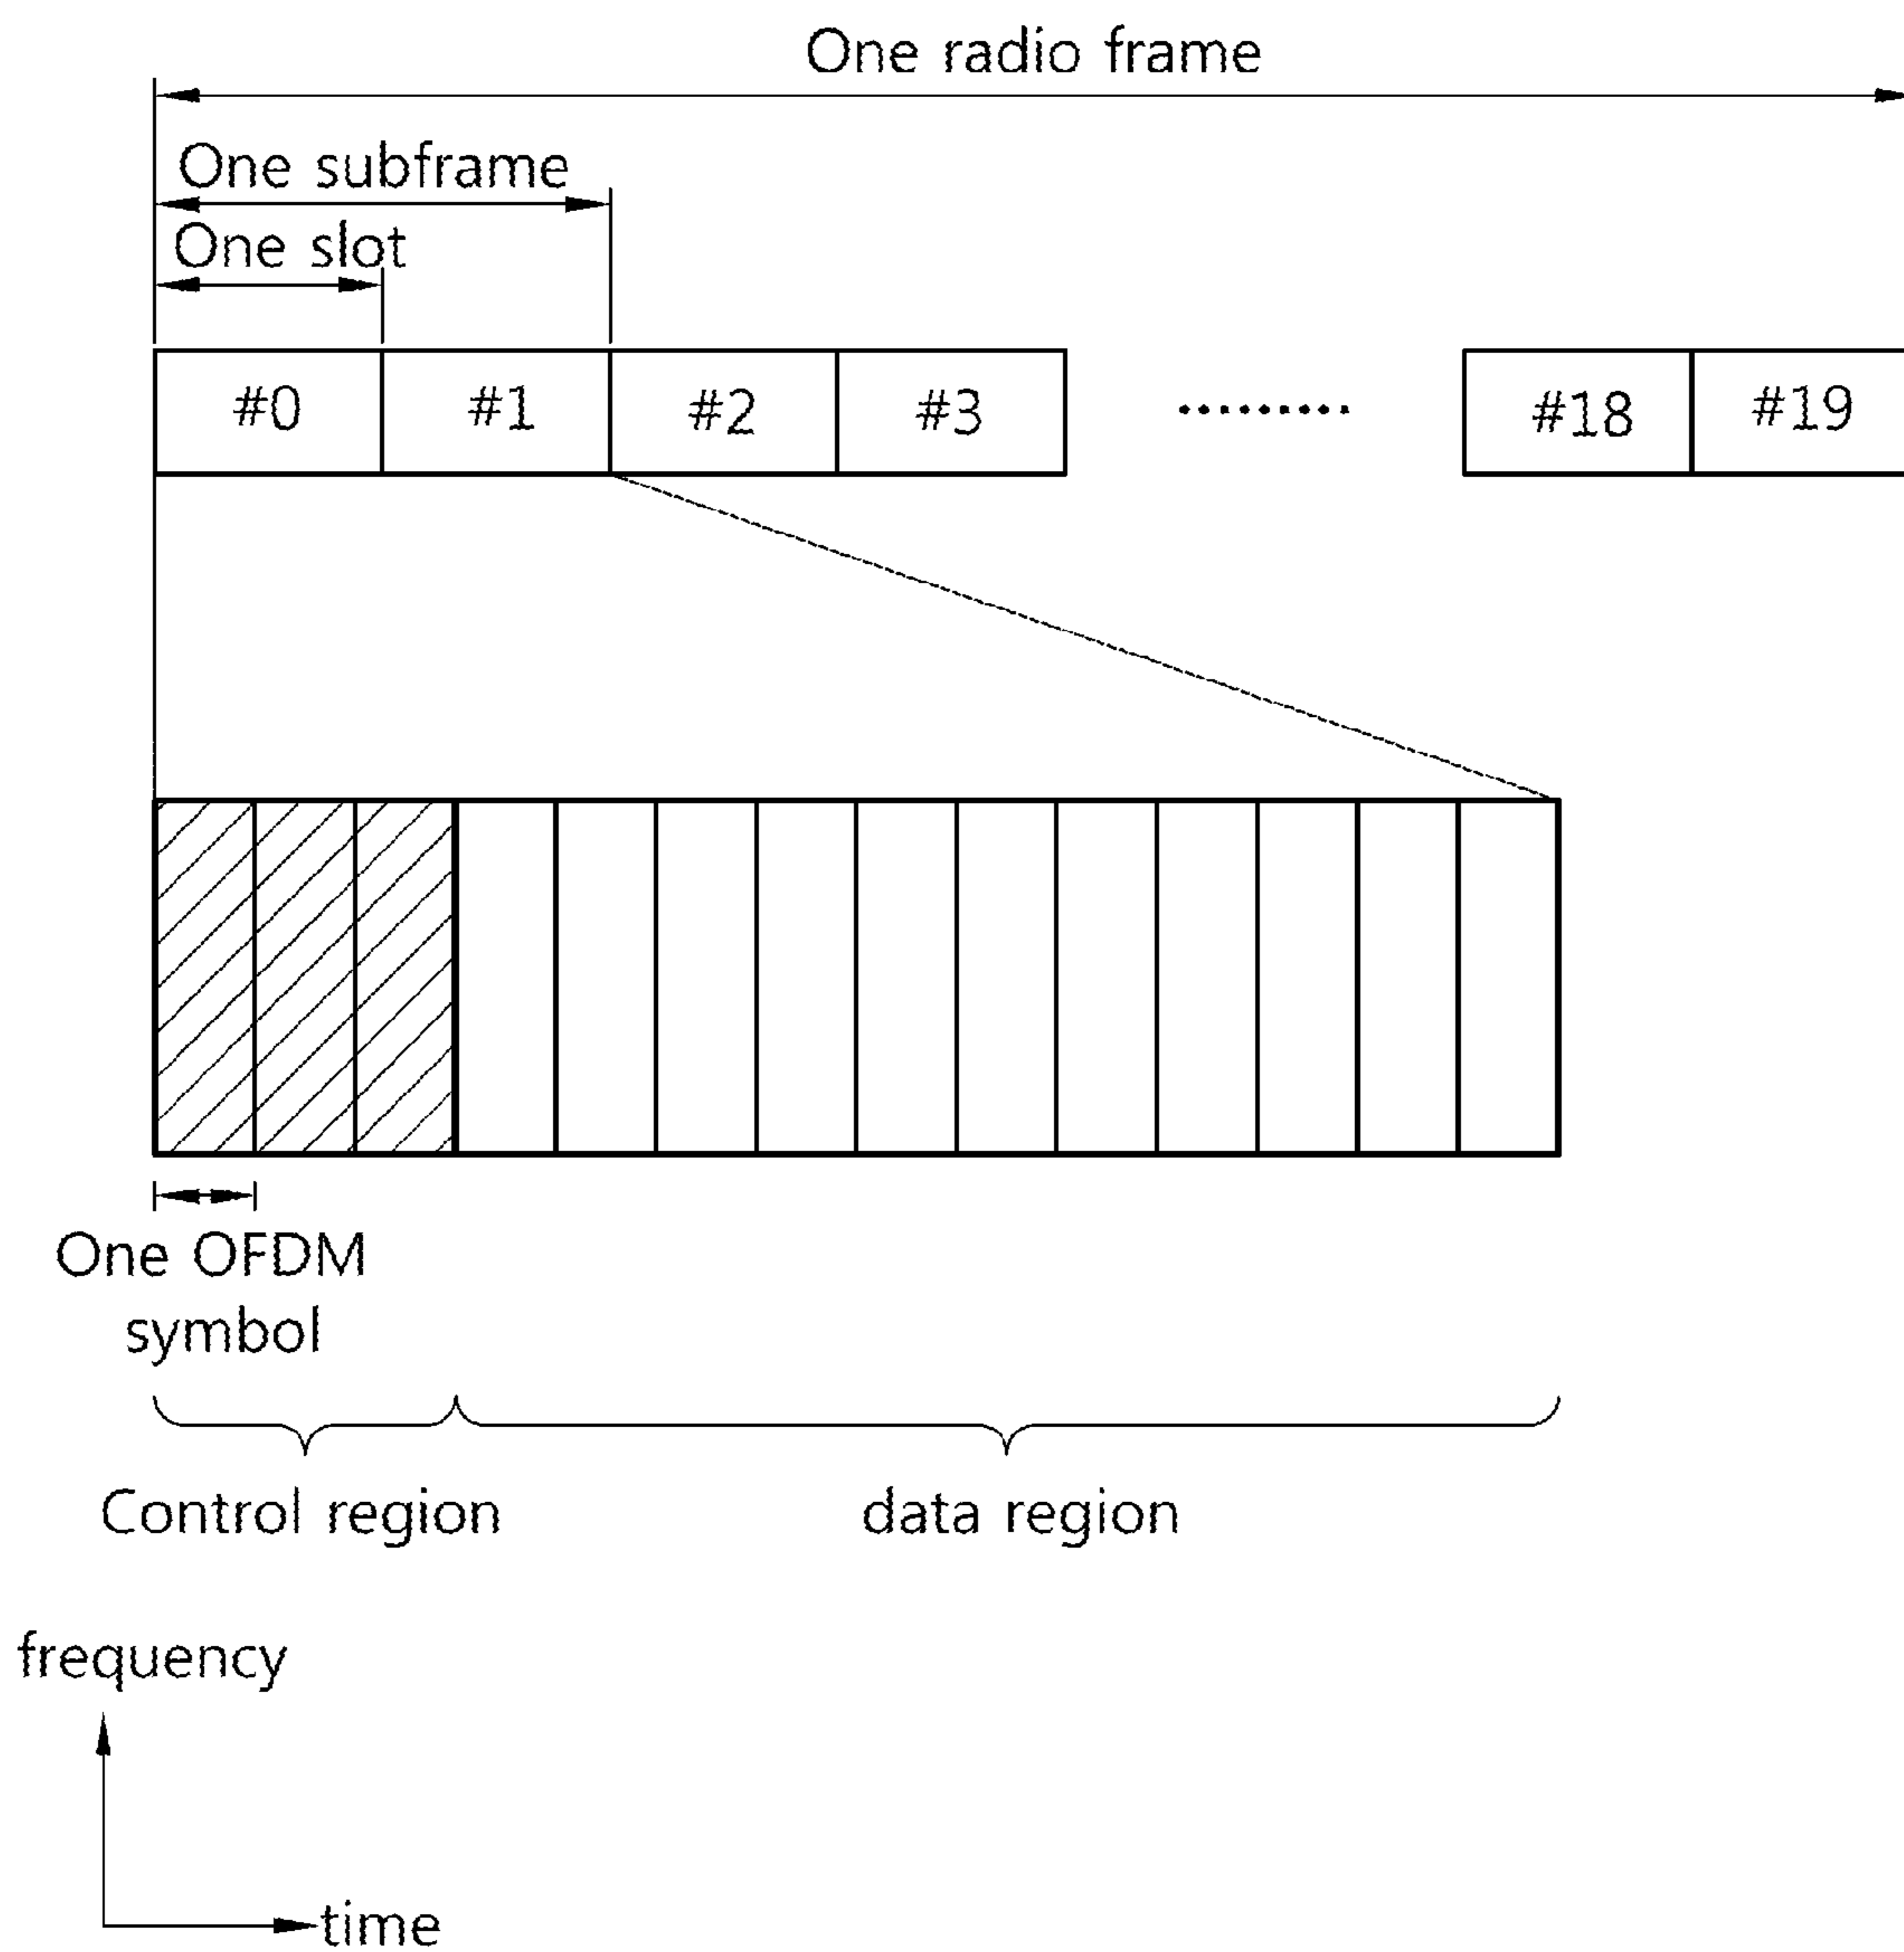 One radio frame
One subframe
One slot
#0 #1 #2 #3 ········· #18 #19
One OFDM
symbol
Control region data region
frequency
time